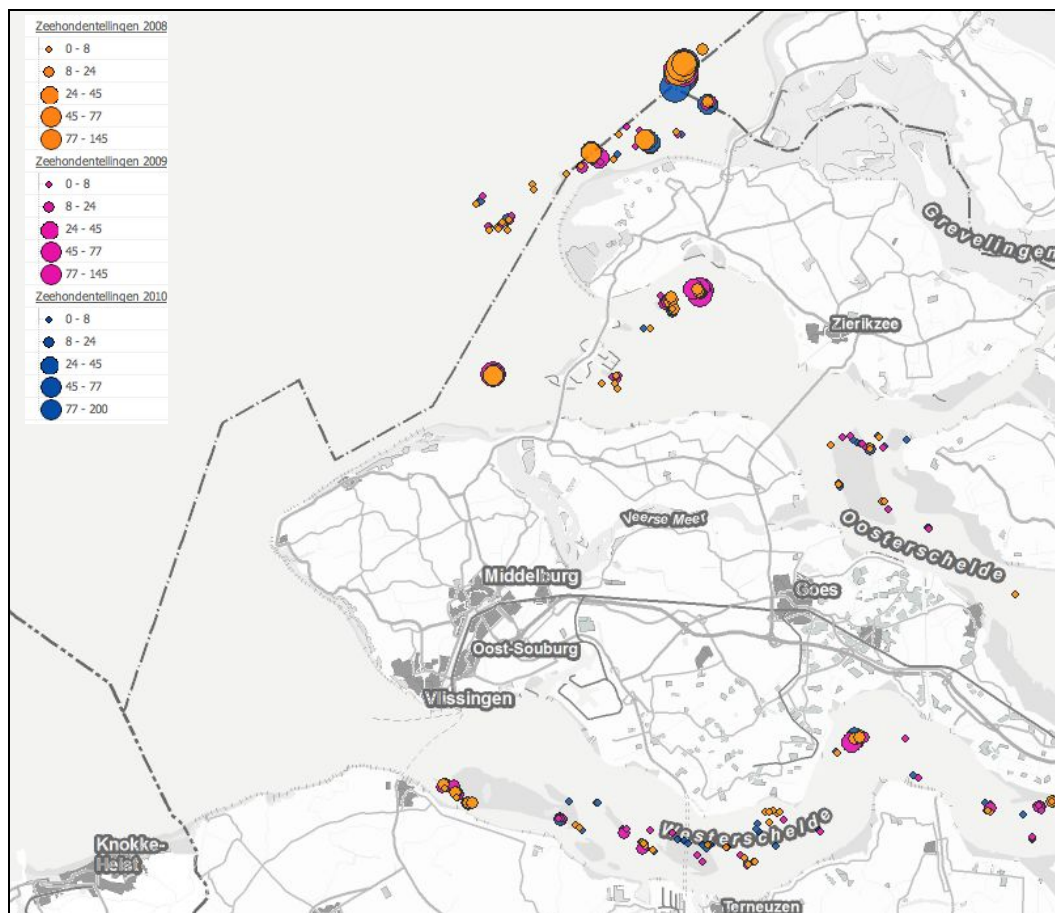 Zeehondentellingen 2008
0 - 8
8 - 24
24 - 45
45 - 77
77 - 145
Zeehondentellingen 2009
0 - 8
8 - 24
24 - 45
45 - 77
77 - 145
Zeehondentellingen 2010
0 - 8
8 - 24
24 - 45
45 - 77
77 - 200
Grevelingen
Zierikzee
Veerse Meer
Oosterschelde
Middelburg
Goes
Oost-Souburg
Vlissingen
Westerschelde
Knokke-
Heist
Terneuzen